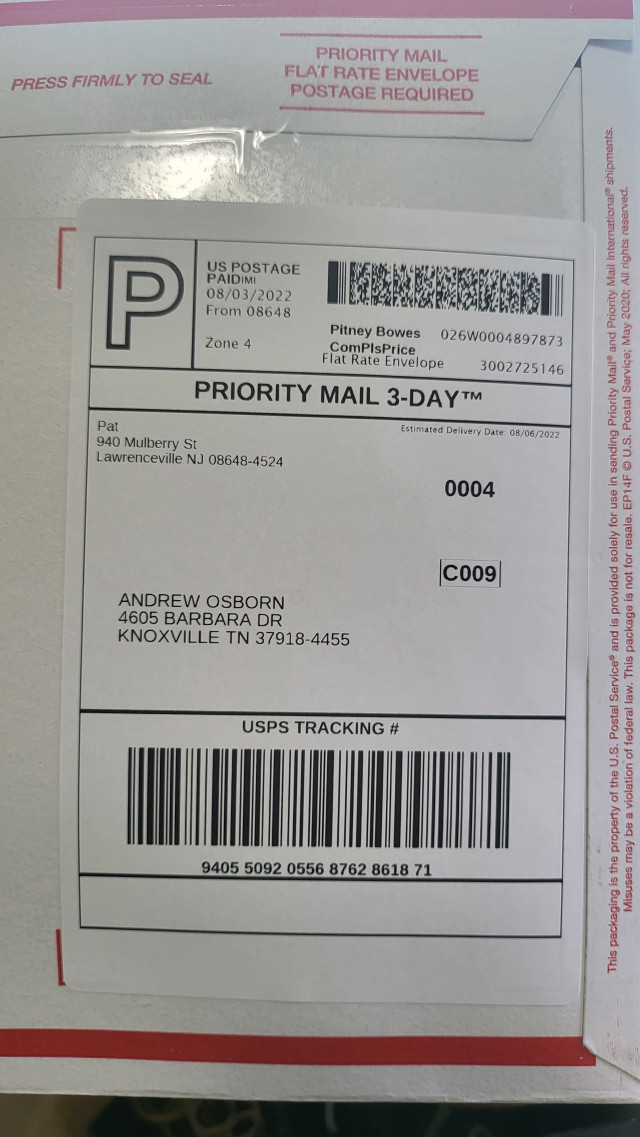 PRESS FIRMLY TO SEAL
PRIORITY MAIL
FLAT RATE ENVELOPE
POSTAGE REQUIRED
P
US POSTAGE
PAID IMI
08/03/2022
From 08648
Zone 4
Pitney Bowes 026W0004897873
ComPlsPrice
Flat Rate Envelope 3002725146
PRIORITY MAIL 3-DAY™
Estimated Delivery Date: 08/06/2022
Pat
940 Mulberry St
Lawrenceville NJ 08648-4524
0004
C009
ANDREW OSBORN
4605 BARBARA DR
KNOXVILLE TN 37918-4455
USPS TRACKING #
9405 5092 0556 8762 8618 71
This packaging is the property of the U.S. Postal Service® and is provided solely for use in sending Priority Mail® and Priority Mail International® shipments.
Misuses may be a violation of federal law. This package is not for resale. EP14F © U.S. Postal Service; May 2020; All rights reserved.